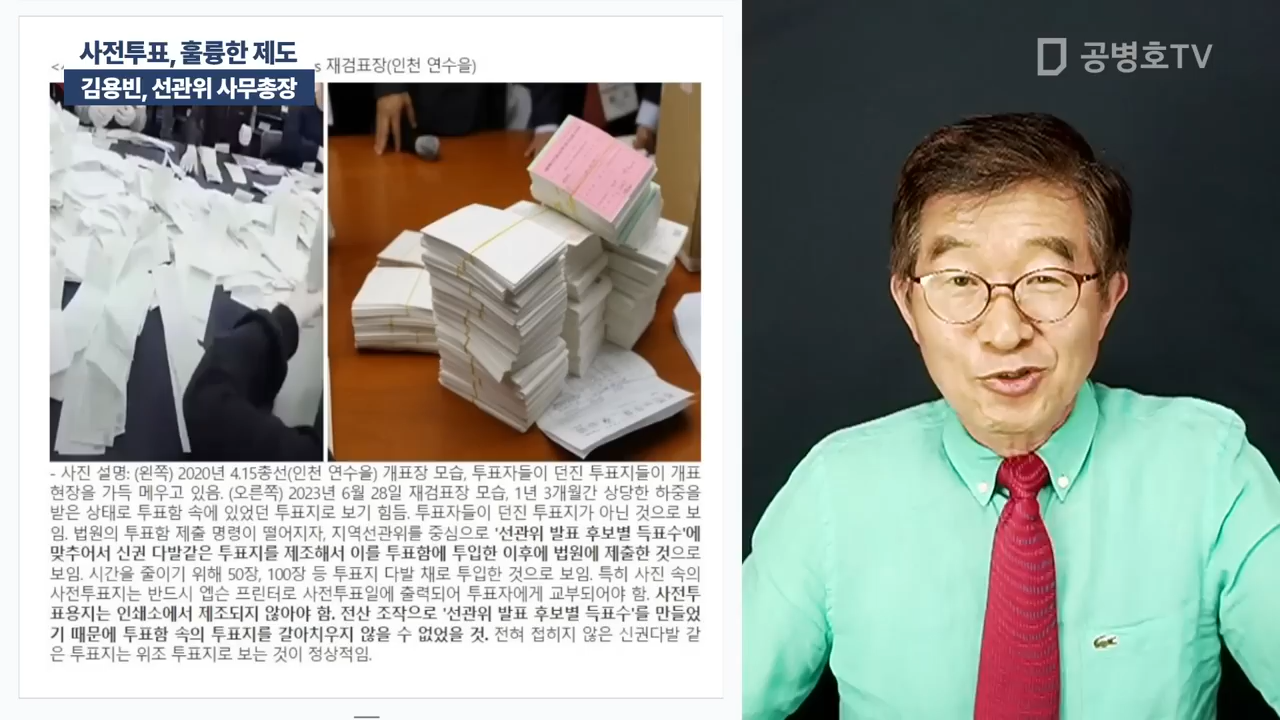 사전투표, 훌륭한 제도
김용빈, 선관위 사무총장
s 재검표장(인천 연수을)
공병호TV
- 사진 설명: (왼쪽) 2020년 4.15총선(인천 연수을) 개표장 모습, 투표자들이 던진 투표지들이 개표
현장을 가득 메우고 있음. (오른쪽) 2023년 6월 28일 재검표장 모습, 1년 3개월간 상당한 하중을
받은 상태로 투표함 속에 있었던 투표지로 보기 힘듬. 투표자들이 던진 투표지가 아닌 것으로 보
임. 법원의 투표함 제출 명령이 떨어지자, 지역선관위를 중심으로 '선관위 발표 후보별 득표수'에
맞추어서 신권 다발같은 투표지를 제조해서 이를 투표함에 투입한 이후에 법원에 제출한 것으로
보임. 시간을 줄이기 위해 50장, 100장 등 투표지 다발 채로 투입한 것으로 보임. 특히 사진 속의
사전투표지는 반드시 엡슨 프린터로 사전투표일에 출력되어 투표자에게 교부되어야 함. 사전투
표용지는 인쇄소에서 제조되지 않아야 함. 전산 조작으로 '선관위 발표 후보별 득표수'를 만들었
기 때문에 투표함 속의 투표지를 갈아치우지 않을 수 없었을 것. 전혀 접히지 않은 신권다발 같
은 투표지는 위조 투표지로 보는 것이 정상적임.